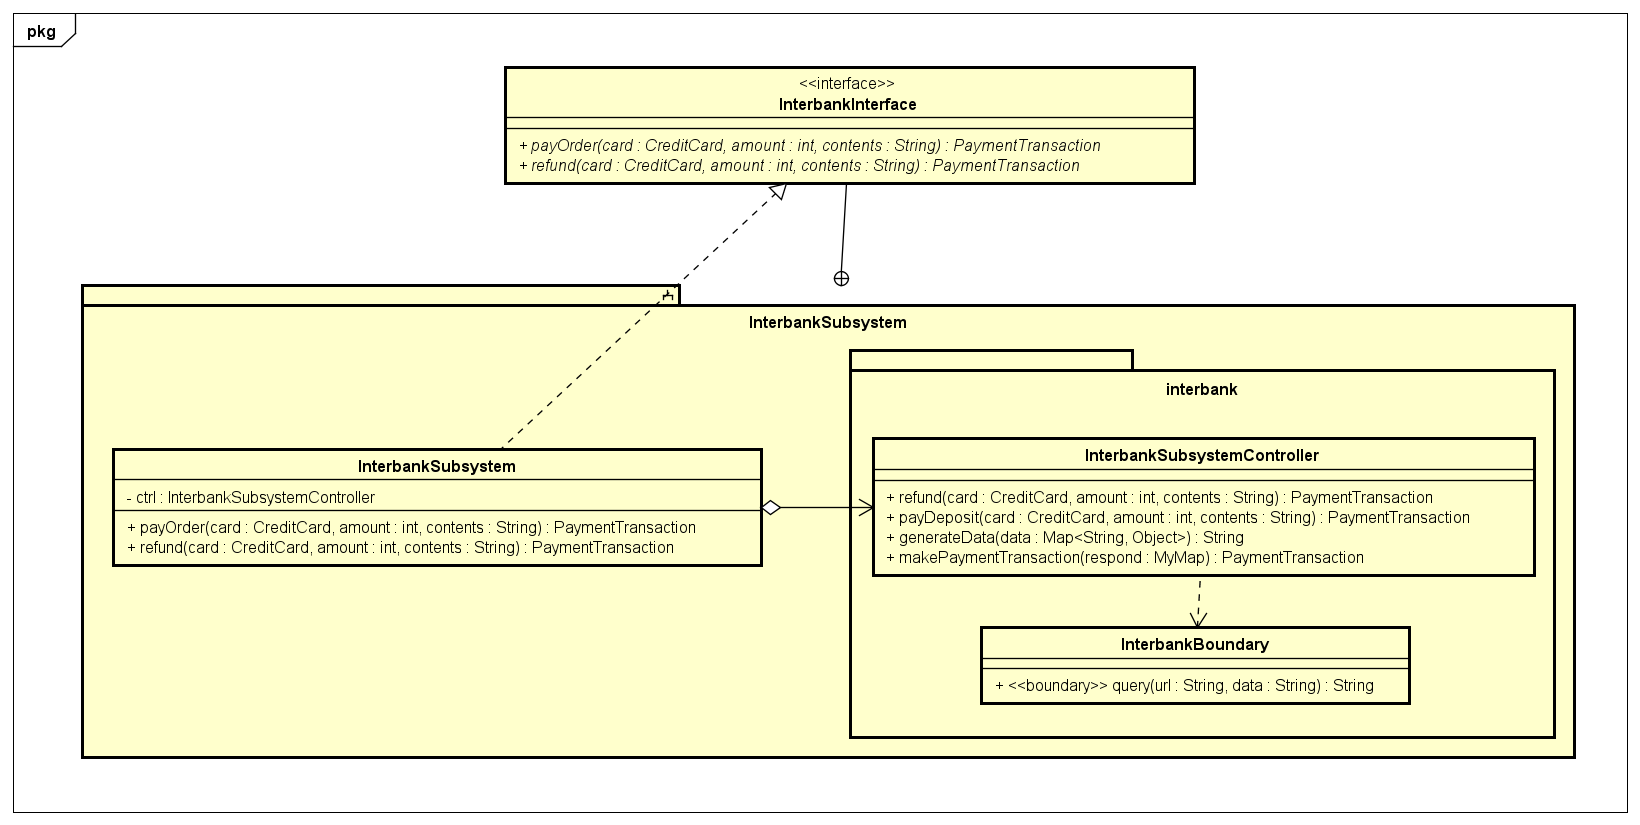 pkg
<<interface>>
InterbankInterface
+ payOrder(card : CreditCard, amount : int, contents : String) : PaymentTransaction
+ refund(card : CreditCard, amount : int, contents : String) : PaymentTransaction
InterbankSubsystem
interbank
InterbankSubsystem
- ctrl : InterbankSubsystemController
+ payOrder(card : CreditCard, amount : int, contents : String) : PaymentTransaction
+ refund(card : CreditCard, amount : int, contents : String) : PaymentTransaction
InterbankSubsystemController
+ refund(card : CreditCard, amount : int, contents : String) : PaymentTransaction
+ payDeposit(card : CreditCard, amount : int, contents : String) : PaymentTransaction
+ generateData(data : Map<String, Object>) : String
+ makePaymentTransaction(respond : MyMap) : PaymentTransaction
InterbankBoundary
+ <<boundary>> query(url : String, data : String) : String